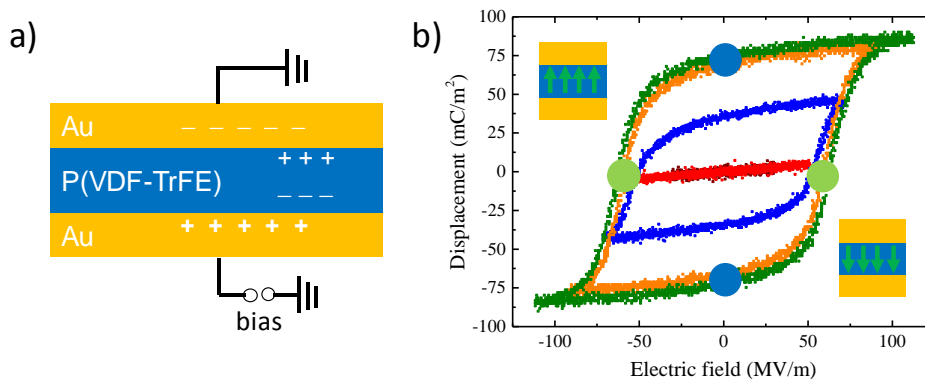 a)
Au
− − − − −
+ + +
P(VDF-TrFE)
− − −
Au
+ + + + +
bias
b)
Displacement (mC/m²)
100
75
50
25
0
-25
-50
-75
-100
-100
-50
0
50
100
Electric field (MV/m)